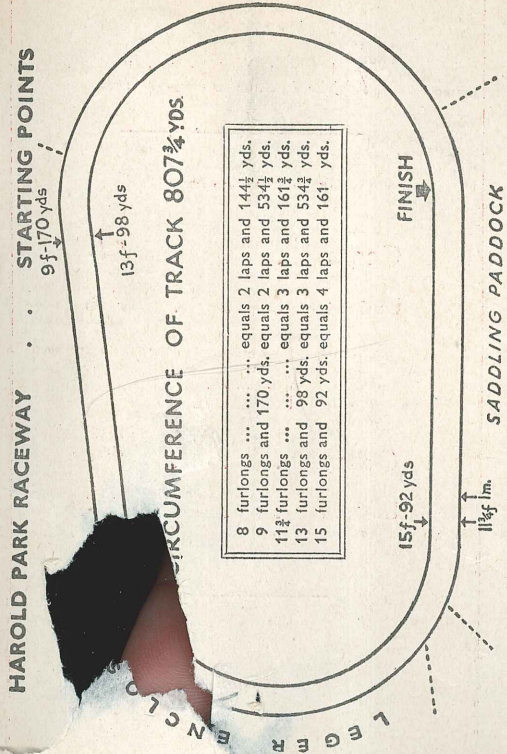 HAROLD PARK RACEWAY . . STARTING POINTS
9f-170 yds
13f-98 yds
CIRCUMFERENCE OF TRACK 807¾ YDS.
8 furlongs ... ... ... equals 2 laps and 144½ yds.
9 furlongs and 170 yds. equals 2 laps and 534½ yds.
11¾ furlongs ... ... ... equals 3 laps and 161¾ yds.
13 furlongs and 98 yds. equals 3 laps and 534¾ yds.
15 furlongs and 92 yds. equals 4 laps and 161 yds.
15f-92 yds
FINISH
11¾f 1m.
SADDLING PADDOCK
LEGER ENCLO